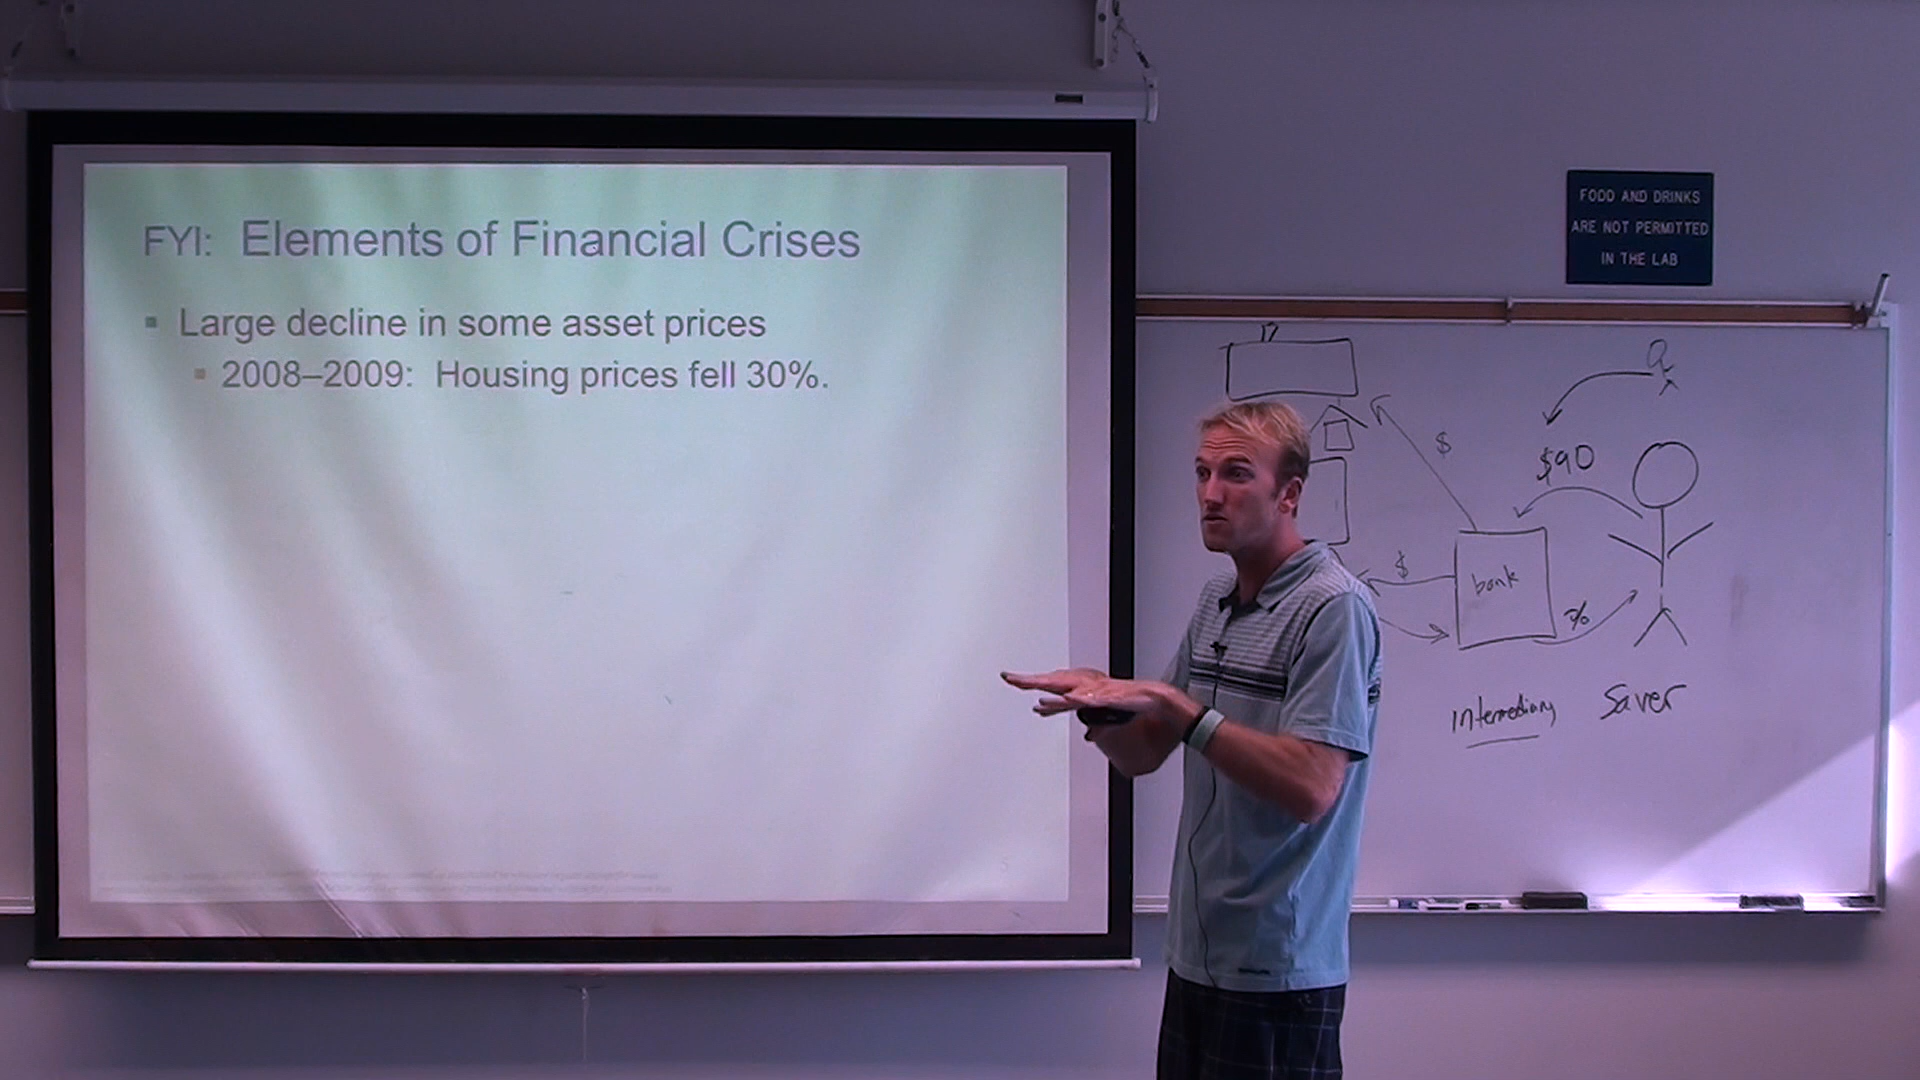 FYI: Elements of Financial Crises
Large decline in some asset prices
2008–2009: Housing prices fell 30%.
FOOD AND DRINKS
ARE NOT PERMITTED
IN THE LAB
$
$90
$
bank
%
Intermediary
Saver